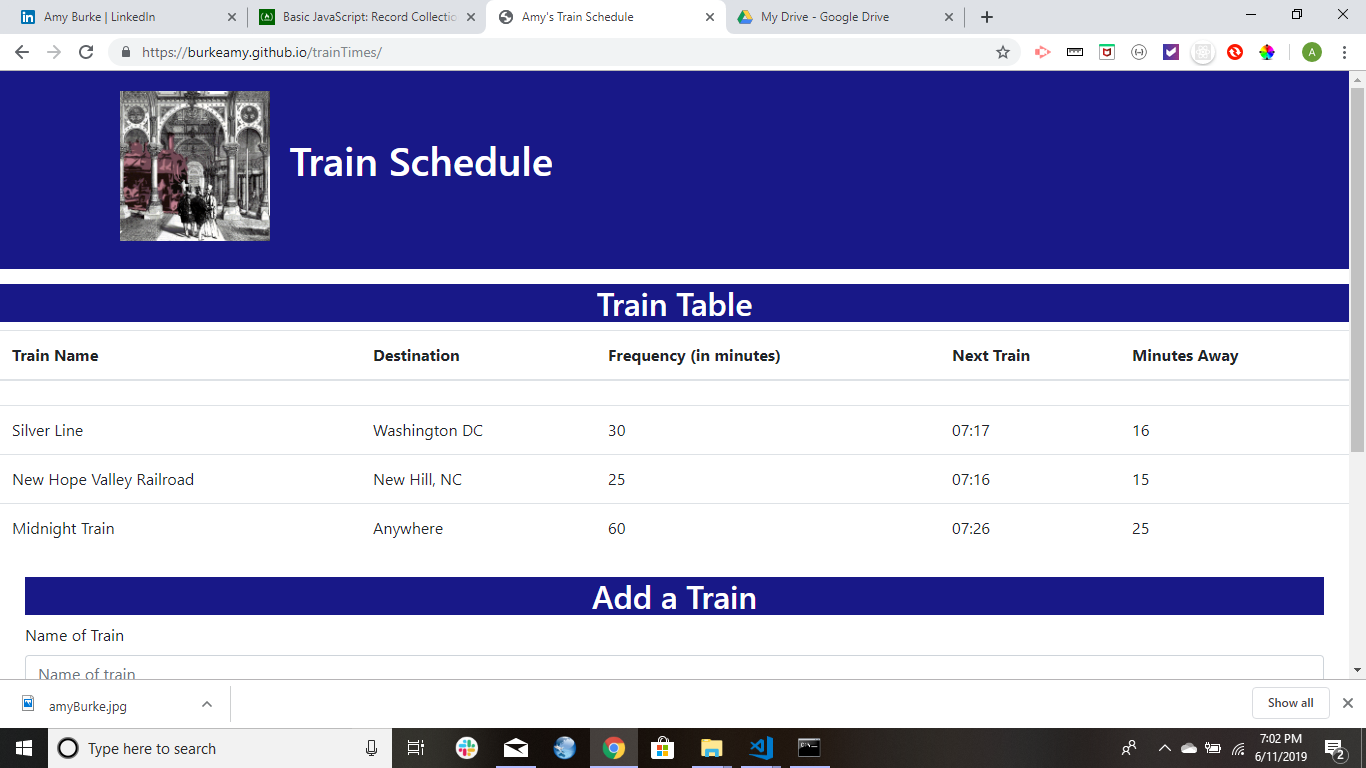 Amy Burke | LinkedIn
Basic JavaScript: Record Collectio
Amy's Train Schedule
My Drive - Google Drive
https://burkeamy.github.io/trainTimes/
A
Train Schedule
Train Table
Train Name Destination Frequency (in minutes) Next Train Minutes Away
Silver Line Washington DC 30 07:17 16
New Hope Valley Railroad New Hill, NC 25 07:16 15
Midnight Train Anywhere 60 07:26 25
Add a Train
Name of Train
Name of train
amyBurke.jpg
Show all
Type here to search
7:02 PM
6/11/2019
2